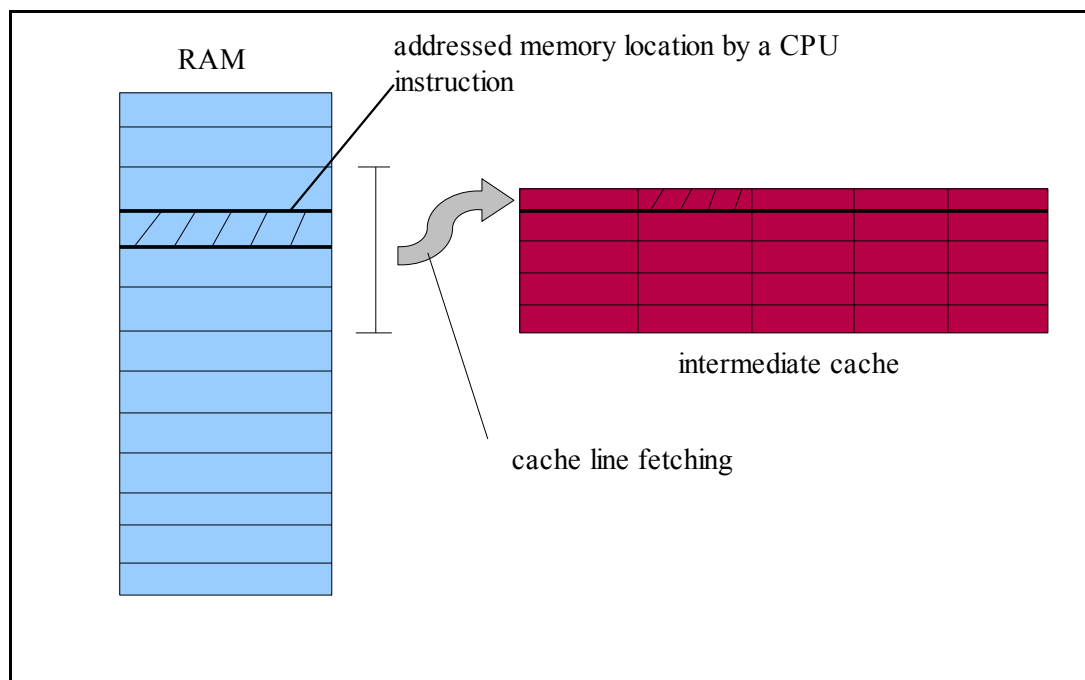 RAM
addressed memory location by a CPU
instruction
intermediate cache
cache line fetching